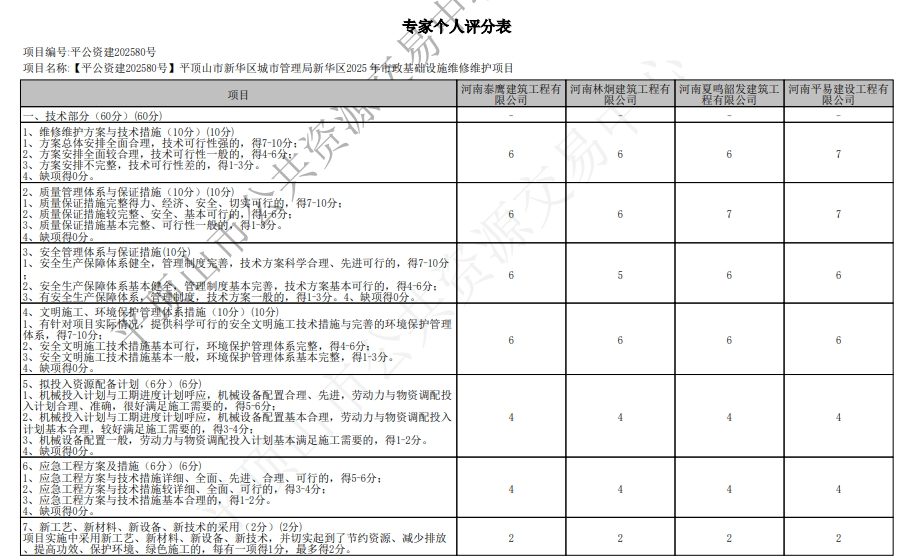 专家个人评分表
项目编号:平公资建202580号
项目名称:【平公资建202580号】平顶山市新华区城市管理局新华区2025年市政基础设施维修维护项目
项目 河南泰鹰建筑工程有限公司 河南林炯建筑工程有限公司 河南夏鸣韶发建筑工程有限公司 河南平易建设工程有限公司
一、技术部分（60分）(60分) - - - -
1、维修维护方案与技术措施（10分）(10分)
1、方案总体安排全面合理，技术可行性强的，得7-10分；
2、方案安排全面较合理，技术可行性一般的，得4-6分；
3、方案安排不完整，技术可行性差的，得1-3分。
4、缺项得0分。
6 6 6 7
2、质量管理体系与保证措施（10分）(10分)
1、质量保证措施完整得力、经济、安全、切实可行的，得7-10分；
2、质量保证措施较完整、安全、基本可行的，得4-6分；
3、质量保证措施基本完整、可行性一般的，得1-3分。
4、缺项得0分。
6 6 7 7
3、安全管理体系与保证措施(10分)
1、安全生产保障体系健全，管理制度完善，技术方案科学合理、先进可行的，得7-10分
；
2、安全生产保障体系基本健全，管理制度基本完善，技术方案基本可行的，得4-6分；
3、有安全生产保障体系，管理制度，技术方案一般的，得1-3分。4、缺项得0分。
6 5 6 6
4、文明施工、环境保护管理体系措施（10分）(10分)
1、有针对项目实际情况，提供科学可行的安全文明施工技术措施与完善的环境保护管理
体系，得7-10分；
2、安全文明施工技术措施基本可行，环境保护管理体系完整，得4-6分；
3、安全文明施工技术措施基本一般，环境保护管理体系基本完整，得1-3分。
4、缺项得0分。
6 6 6 6
5、拟投入资源配备计划（6分）(6分)
1、机械投入计划与工期进度计划呼应，机械设备配置合理、先进，劳动力与物资调配投
入计划合理、准确，很好满足施工需要的，得5-6分；
2、机械投入计划与工期进度计划呼应，机械设备配置基本合理，劳动力与物资调配投入
计划基本合理，较好满足施工需要的，得3-4分；
3、机械设备配置一般，劳动力与物资调配投入计划基本满足施工需要的，得1-2分。
4、缺项得0分。
4 4 4 4
6、应急工程方案及措施（6分）(6分)
1、应急工程方案与技术措施详细、全面、先进、合理、可行的，得5-6分；
2、应急工程方案与技术措施较详细、全面、可行的，得3-4分；
3、应急工程方案与技术措施基本合理的，得1-2分。
4、缺项得0分。
4 4 4 4
7、新工艺、新材料、新设备、新技术的采用（2分）(2分)
项目实施中采用新工艺、新材料、新设备、新技术，并切实起到了节约资源、减少排放
、提高功效、保护环境、绿色施工的，每有一项得1分，最多得2分。
2 2 2 2
平顶山市公共资源交易中心
平顶山市公共资源交易中心